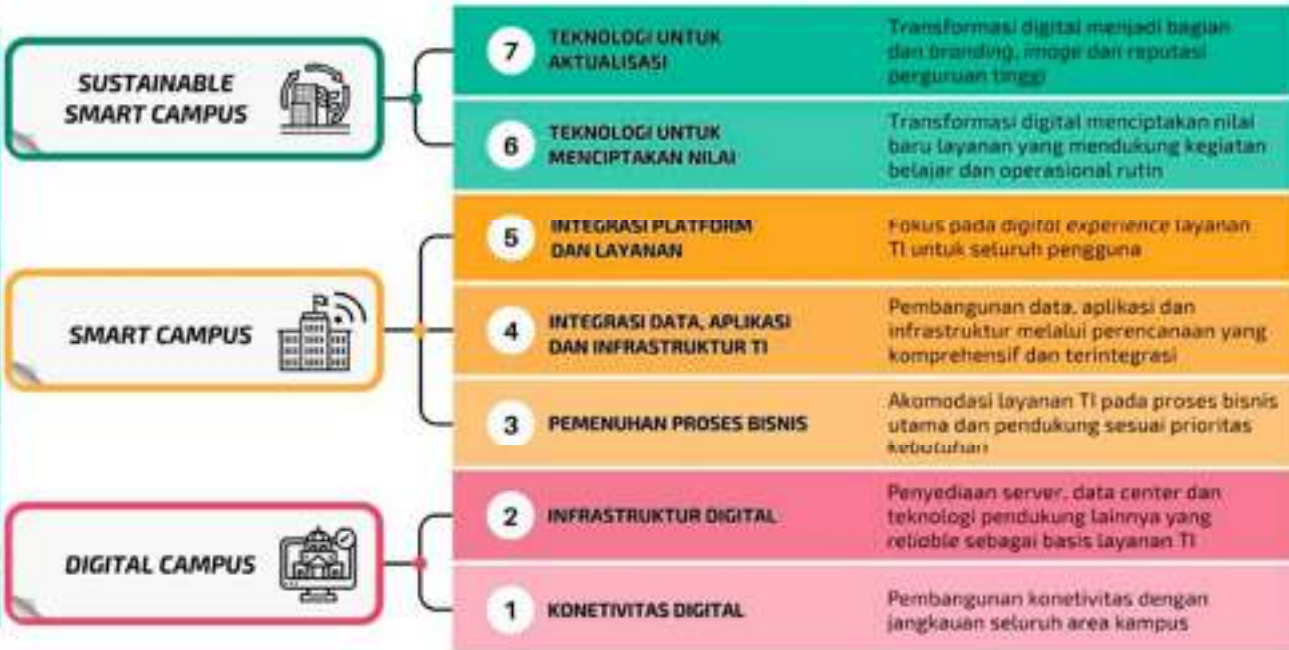 SUSTAINABLE
SMART CAMPUS
7
TEKNOLOGI UNTUK
AKTUALISASI
Transformasi digital menjadi bagian
dan branding, image dan reputasi
perguruan tinggi
6
TEKNOLOGI UNTUK
MENCIPTAKAN NILAI
Transformasi digital menciptakan nilai
baru layanan yang mendukung kegiatan
belajar dan operasional rutin
SMART CAMPUS
5
INTEGRASI PLATFORM
DAN LAYANAN
Fokus pada digital experience layanan
TI untuk seluruh pengguna
4
INTEGRASI DATA, APLIKASI
DAN INFRASTRUKTUR TI
Pembangunan data, aplikasi dan
infrastruktur melalui perencanaan yang
komprehensif dan terintegrasi
3
PEMENUHAN PROSES BISNIS
Akomodasi layanan TI pada proses bisnis
utama dan pendukung sesuai prioritas
kebutuhan
DIGITAL CAMPUS
2
INFRASTRUKTUR DIGITAL
Penyediaan server, data center dan
teknologi pendukung lainnya yang
reliable sebagai basis layanan TI
1
KONETIVITAS DIGITAL
Pembangunan konetivitas dengan
jangkauan seluruh area kampus